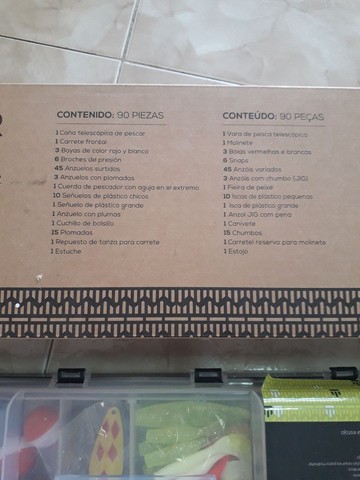 CONTENIDO: 90 PIEZAS
1 Caña telescópica de pescar
1 Carrete frontal
3 Boyas de color rojo y blanco
6 Broches de presión
45 Anzuelos surtidos
3 Anzuelos con plomadas
1 Cuerda de pescador con aguja en el extremo
10 Señuelos de plástico chicos
1 Señuelo de plástico grande
1 Anzuelo con plumas
1 Cuchillo de bolsillo
15 Plomadas
1 Repuesto de tanza para carrete
1 Estuche
CONTEÚDO: 90 PEÇAS
1 Vara de pesca telescópica
1 Molinete
3 Bóias vermelhas e brancas
6 Snaps
45 Anzóis variados
3 Anzóis com chumbo (JIG)
1 Fieira de peixe
10 Iscas de plástico pequenas
1 Isca de plástico grande
1 Anzol JIG com pena
1 Canivete
15 Chumbos
1 Carretel reserva para molinete
1 Estojo